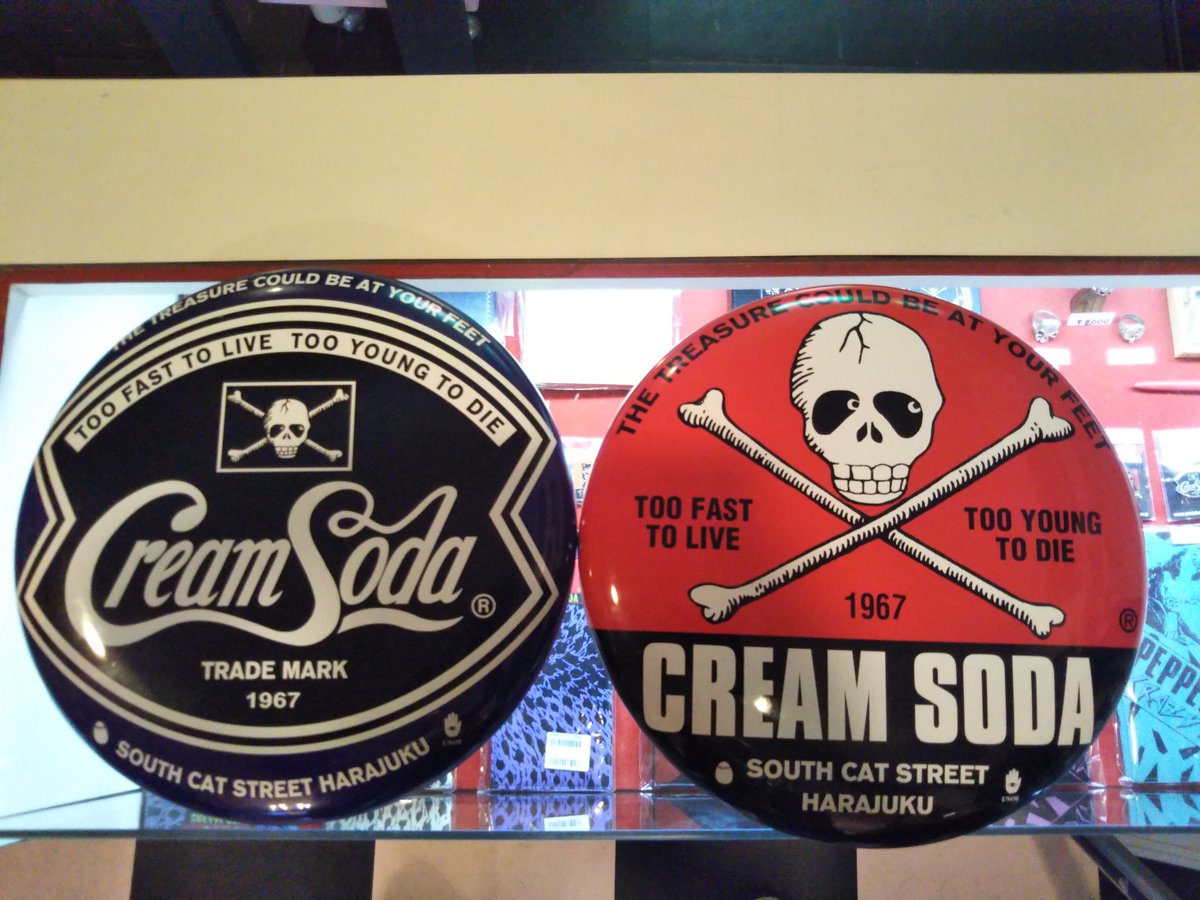 THE TREASURE COULD BE AT YOUR FEET
TOO FAST TO LIVE TOO YOUNG TO DIE
Cream Soda ®
TRADE MARK
1967
SOUTH CAT STREET HARAJUKU
THE TREASURE COULD BE AT YOUR FEET
TOO FAST
TO LIVE
TOO YOUNG
TO DIE
1967
®
CREAM SODA
SOUTH CAT STREET
HARAJUKU
PEPP